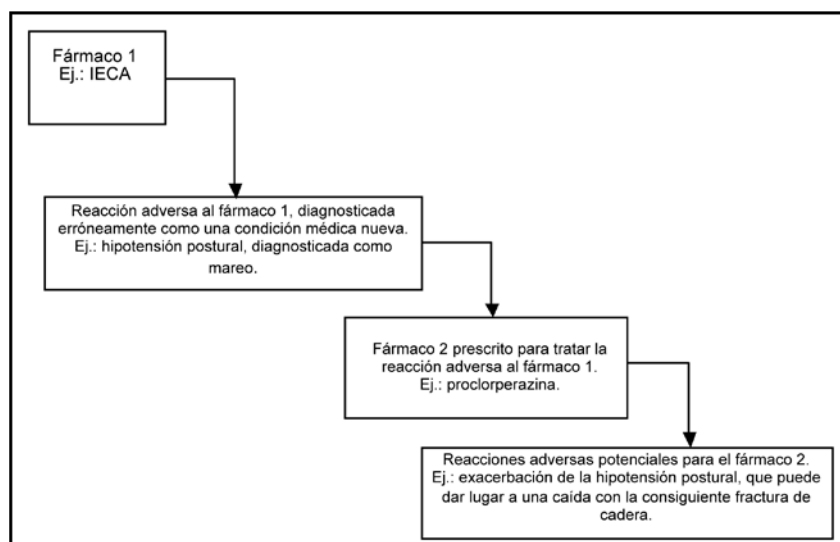 Fármaco 1
Ej.: IECA
Reacción adversa al fármaco 1, diagnosticada
erróneamente como una condición médica nueva.
Ej.: hipotensión postural, diagnosticada como
mareo.
Fármaco 2 prescrito para tratar la
reacción adversa al fármaco 1.
Ej.: proclorperazina.
Reacciones adversas potenciales para el fármaco 2.
Ej.: exacerbación de la hipotensión postural, que puede
dar lugar a una caída con la consiguiente fractura de
cadera.